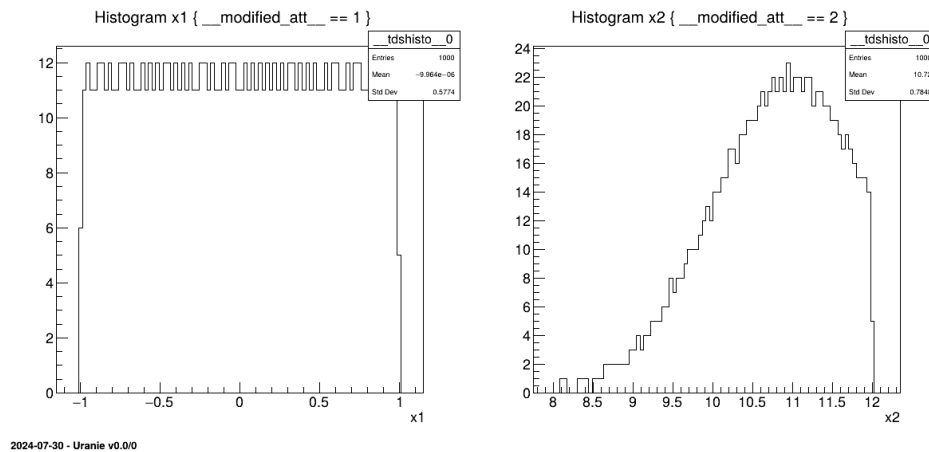 Histogram x1 { __modified_att__ == 1 }
__tdshisto__0
Entries 1000
Mean −9.964e−06
Std Dev 0.5774
12
10
8
6
4
2
0
−1 −0.5 0 0.5 1
x1
Histogram x2 { __modified_att__ == 2 }
__tdshisto__0
Entries
Mean
Std Dev
24
22
20
18
16
14
12
10
8
6
4
2
0
8 8.5 9 9.5 10 10.5 11 11.5 12
x2
2024-07-30 - Uranie v0.0/0